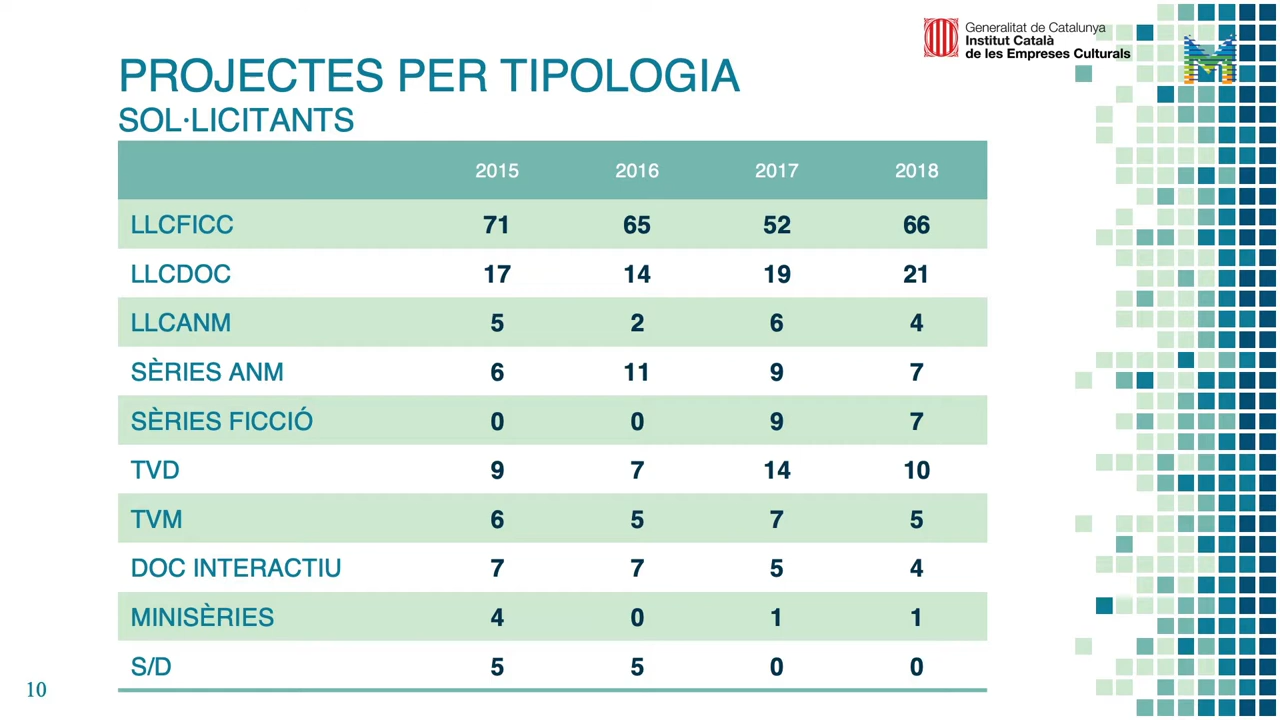 Generalitat de Catalunya
Institut Català
de les Empreses Culturals
PROJECTES PER TIPOLOGIA
SOL·LICITANTS
2015 2016 2017 2018
LLCFICC 71 65 52 66
LLCDOC 17 14 19 21
LLCANM 5 2 6 4
SÈRIES ANM 6 11 9 7
SÈRIES FICCIÓ 0 0 9 7
TVD 9 7 14 10
TVM 6 5 7 5
DOC INTERACTIU 7 7 5 4
MINISÈRIES 4 0 1 1
S/D 5 5 0 0
10